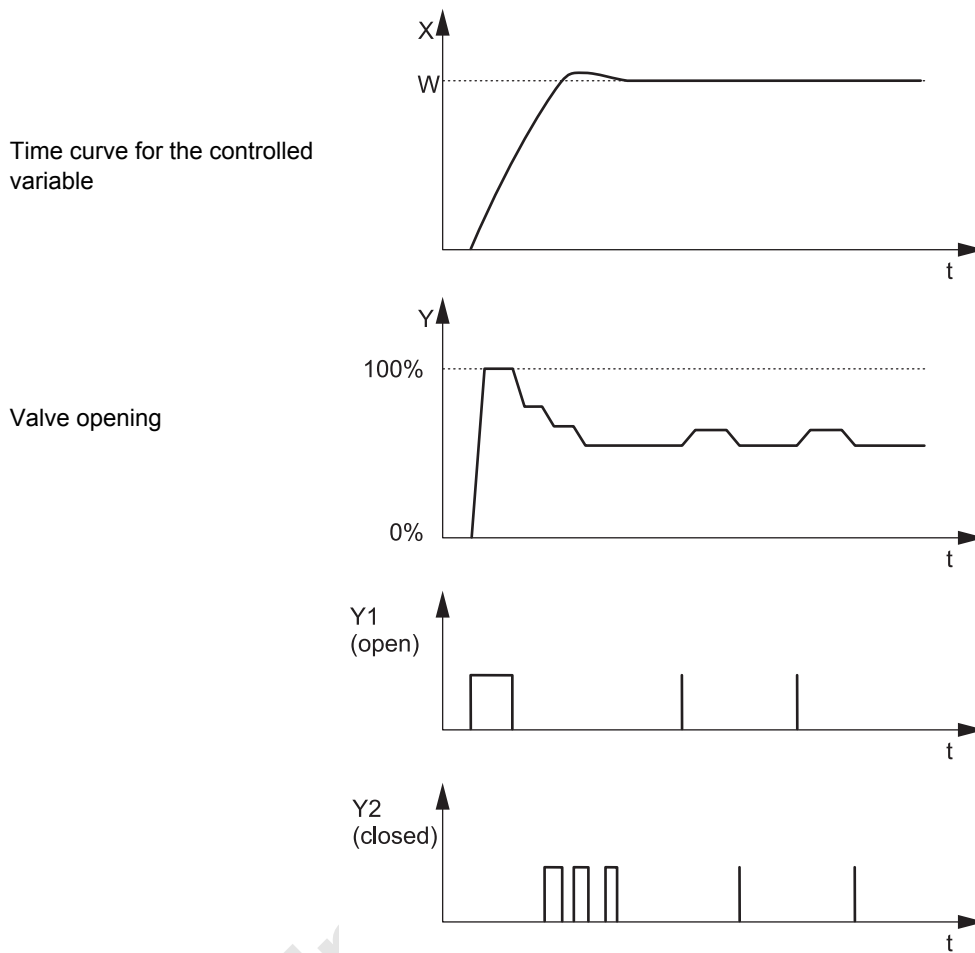 X
W
Time curve for the controlled
variable
t
Y
100%
Valve opening
0%
t
Y1
(open)
t
Y2
(closed)
t